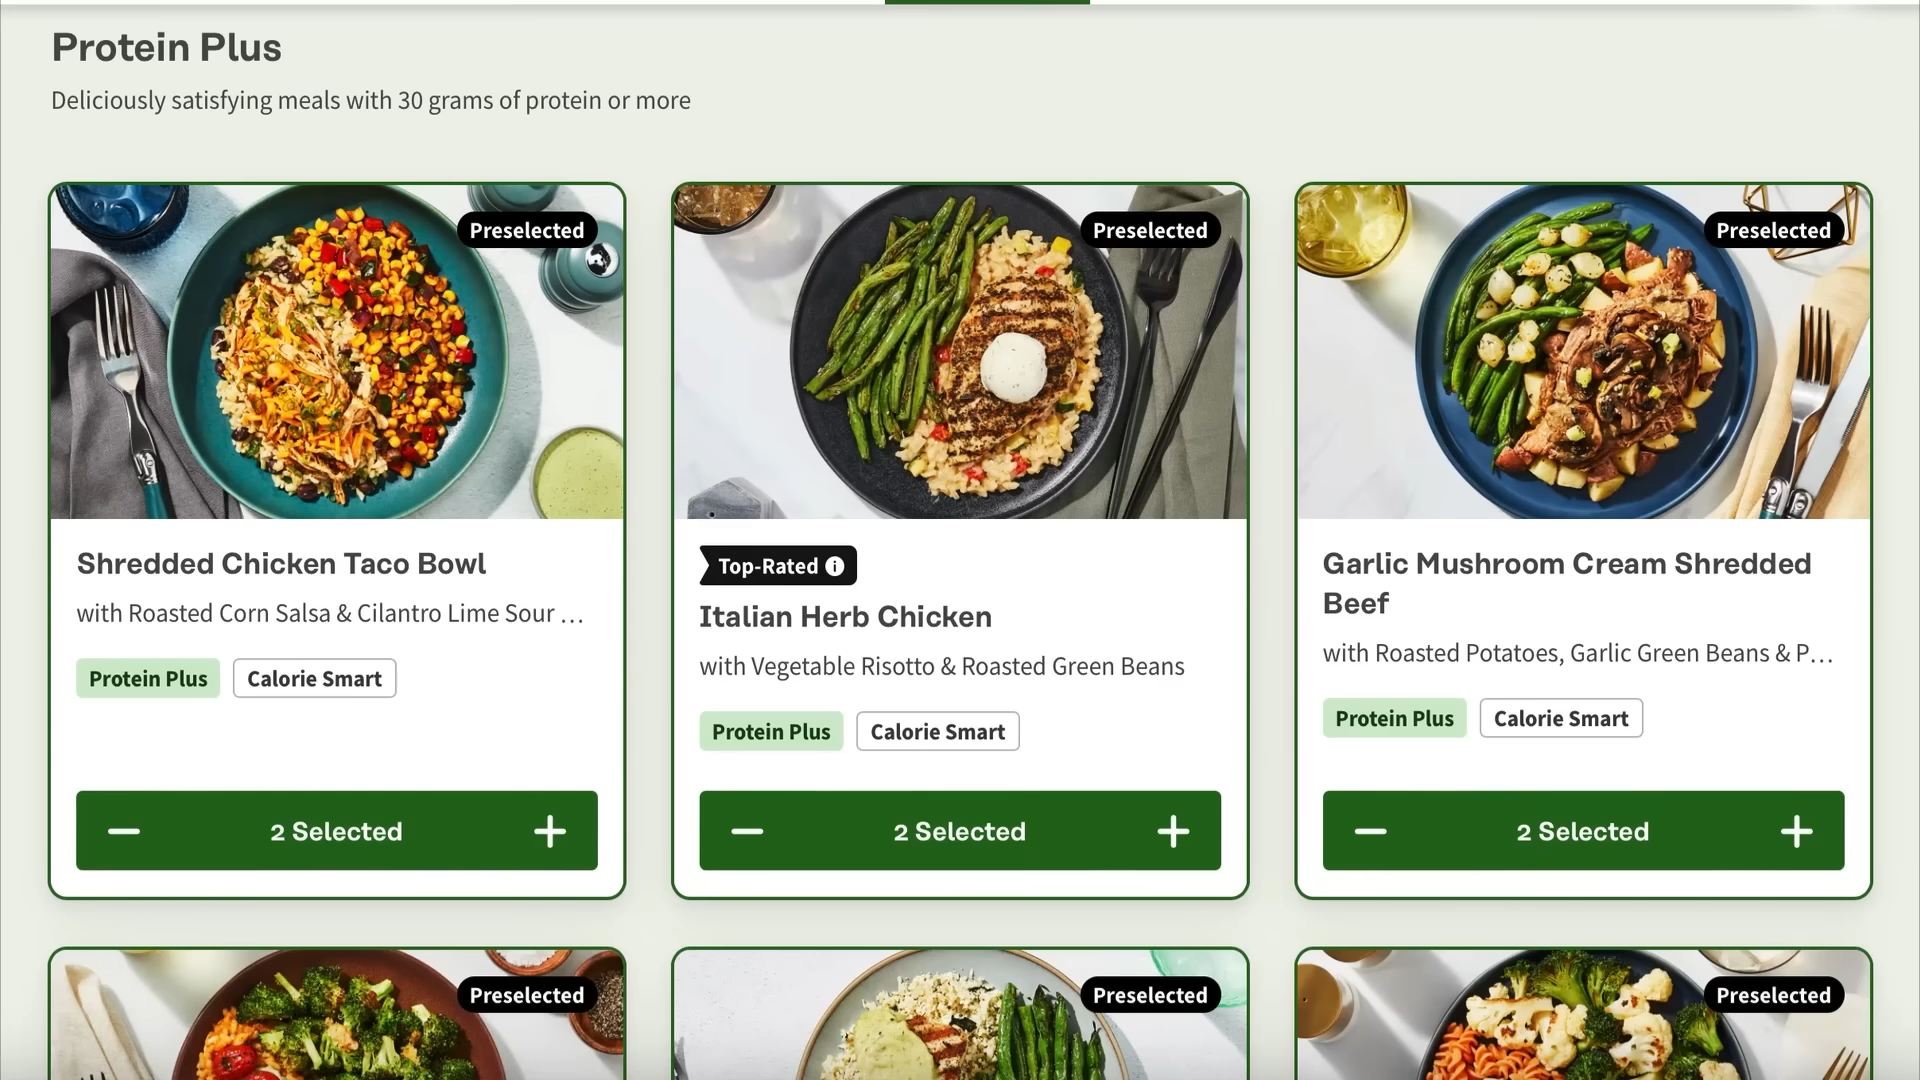 Protein Plus
Deliciously satisfying meals with 30 grams of protein or more
Preselected
Shredded Chicken Taco Bowl
with Roasted Corn Salsa & Cilantro Lime Sour ...
Protein Plus
Calorie Smart
2 Selected
Preselected
Top-Rated
Italian Herb Chicken
with Vegetable Risotto & Roasted Green Beans
Protein Plus
Calorie Smart
2 Selected
Preselected
Garlic Mushroom Cream Shredded
Beef
with Roasted Potatoes, Garlic Green Beans & P...
Protein Plus
Calorie Smart
2 Selected
Preselected
Preselected
Preselected